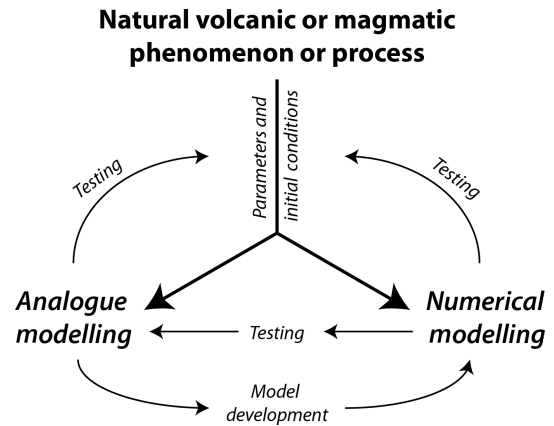 Natural volcanic or magmatic
phenomenon or process
Parameters and
initial conditions
Testing
Testing
Analogue
modelling
Testing
Numerical
modelling
Model
development